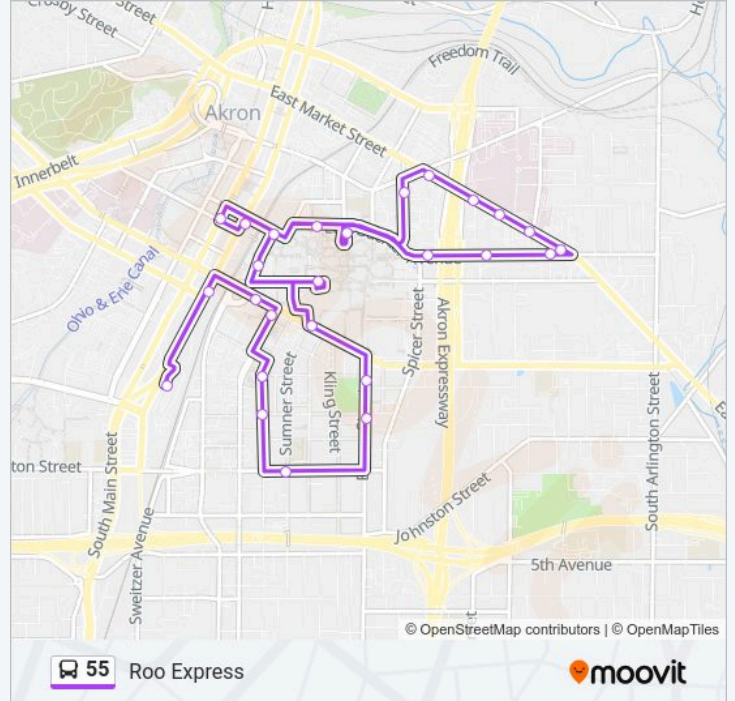 Crosby Street
Street
Freedom Trail
Akron
East Market Street
Innerbelt
Ohio & Erie Canal
Spicer Street
Akron Expressway
Sumner Street
Kling Street
South Arlington Street
ton Street
South Main Street
Sweitzer Avenue
Johnston Street
5th Avenue
© OpenStreetMap contributors | © OpenMapTiles
55 Roo Express
moovit